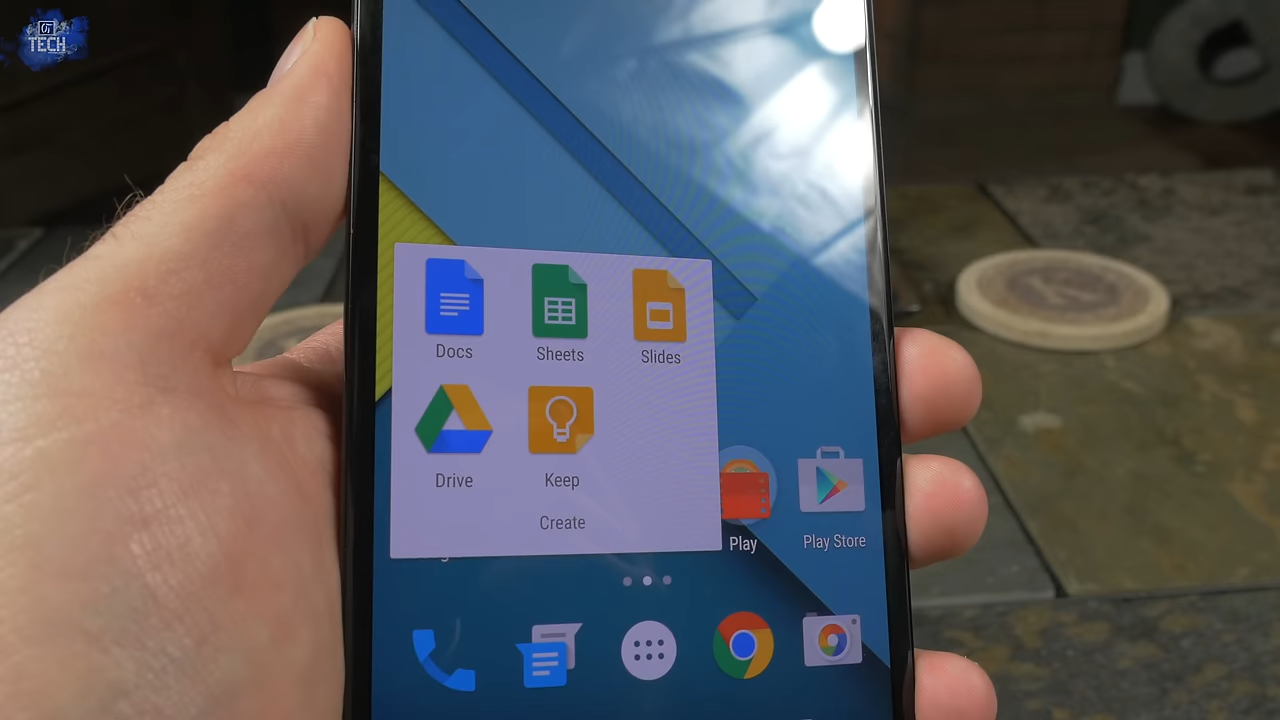 TECH
Docs
Sheets
Slides
Drive
Keep
Create
Play
Play Store